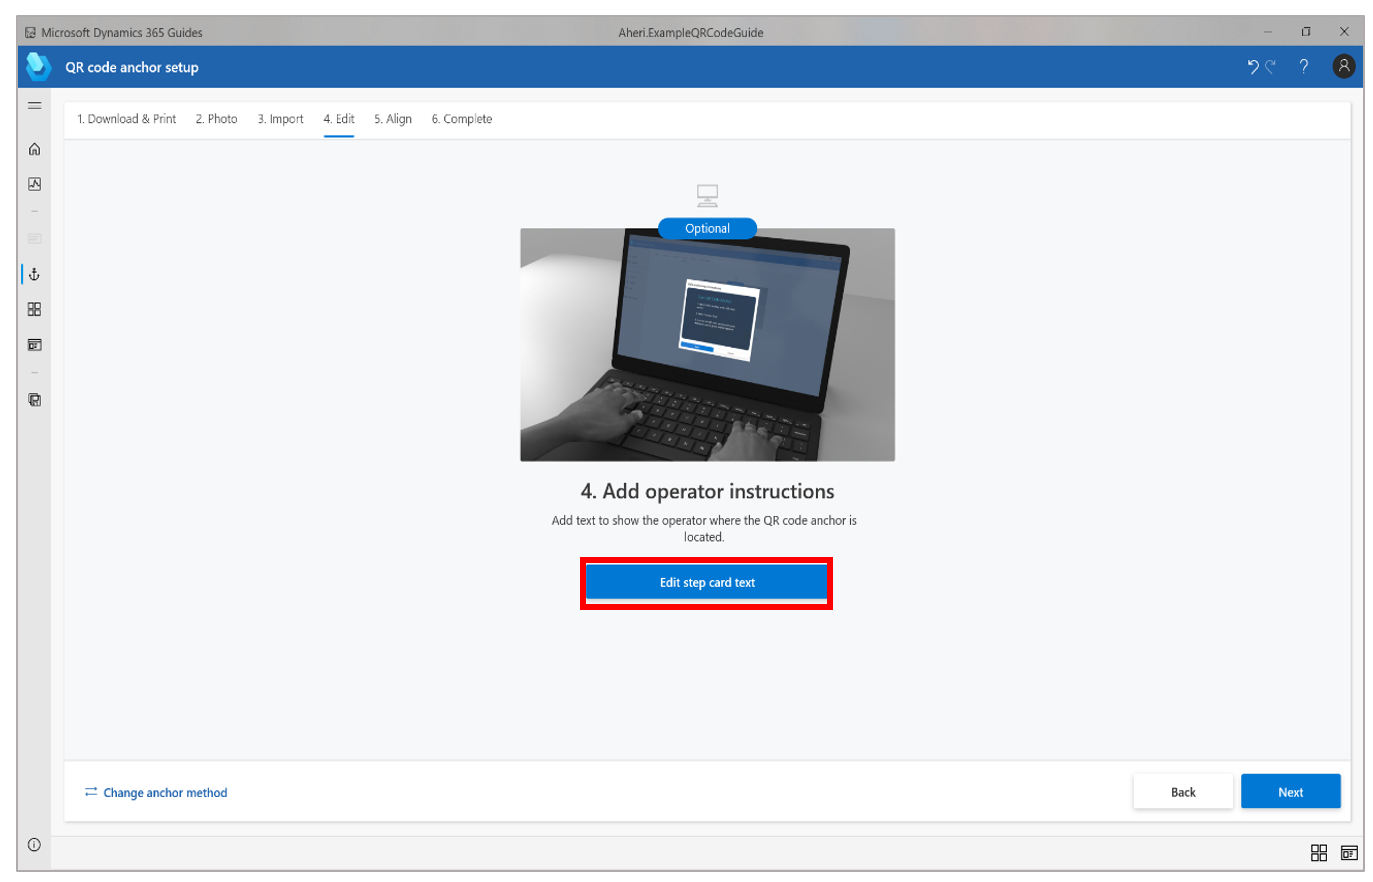 Microsoft Dynamics 365 Guides
Aheri.ExampleQRCodeGuide
QR code anchor setup
1. Download & Print
2. Photo
3. Import
4. Edit
5. Align
6. Complete
Optional
4. Add operator instructions
Add text to show the operator where the QR code anchor is
located.
Edit step card text
Change anchor method
Back
Next